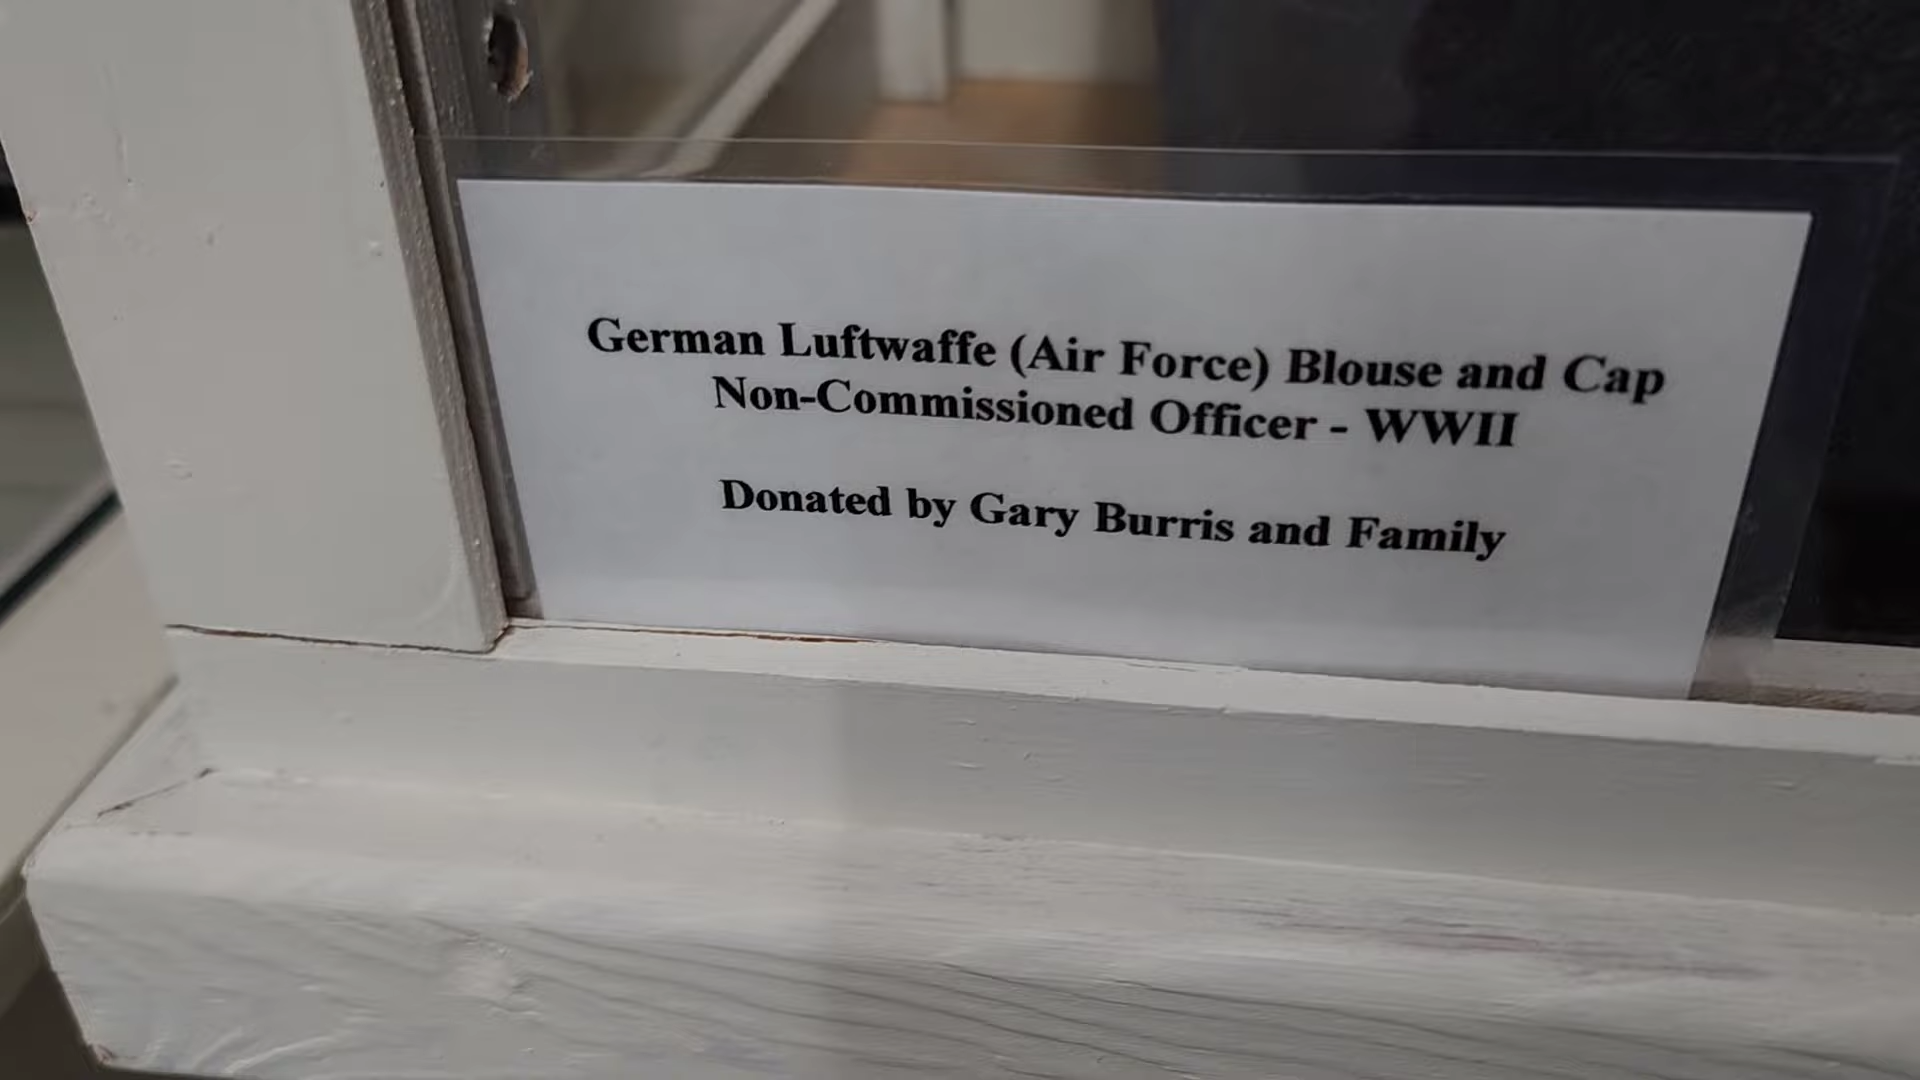 German Luftwaffe (Air Force) Blouse and Cap
Non-Commissioned Officer - WWII
Donated by Gary Burris and Family